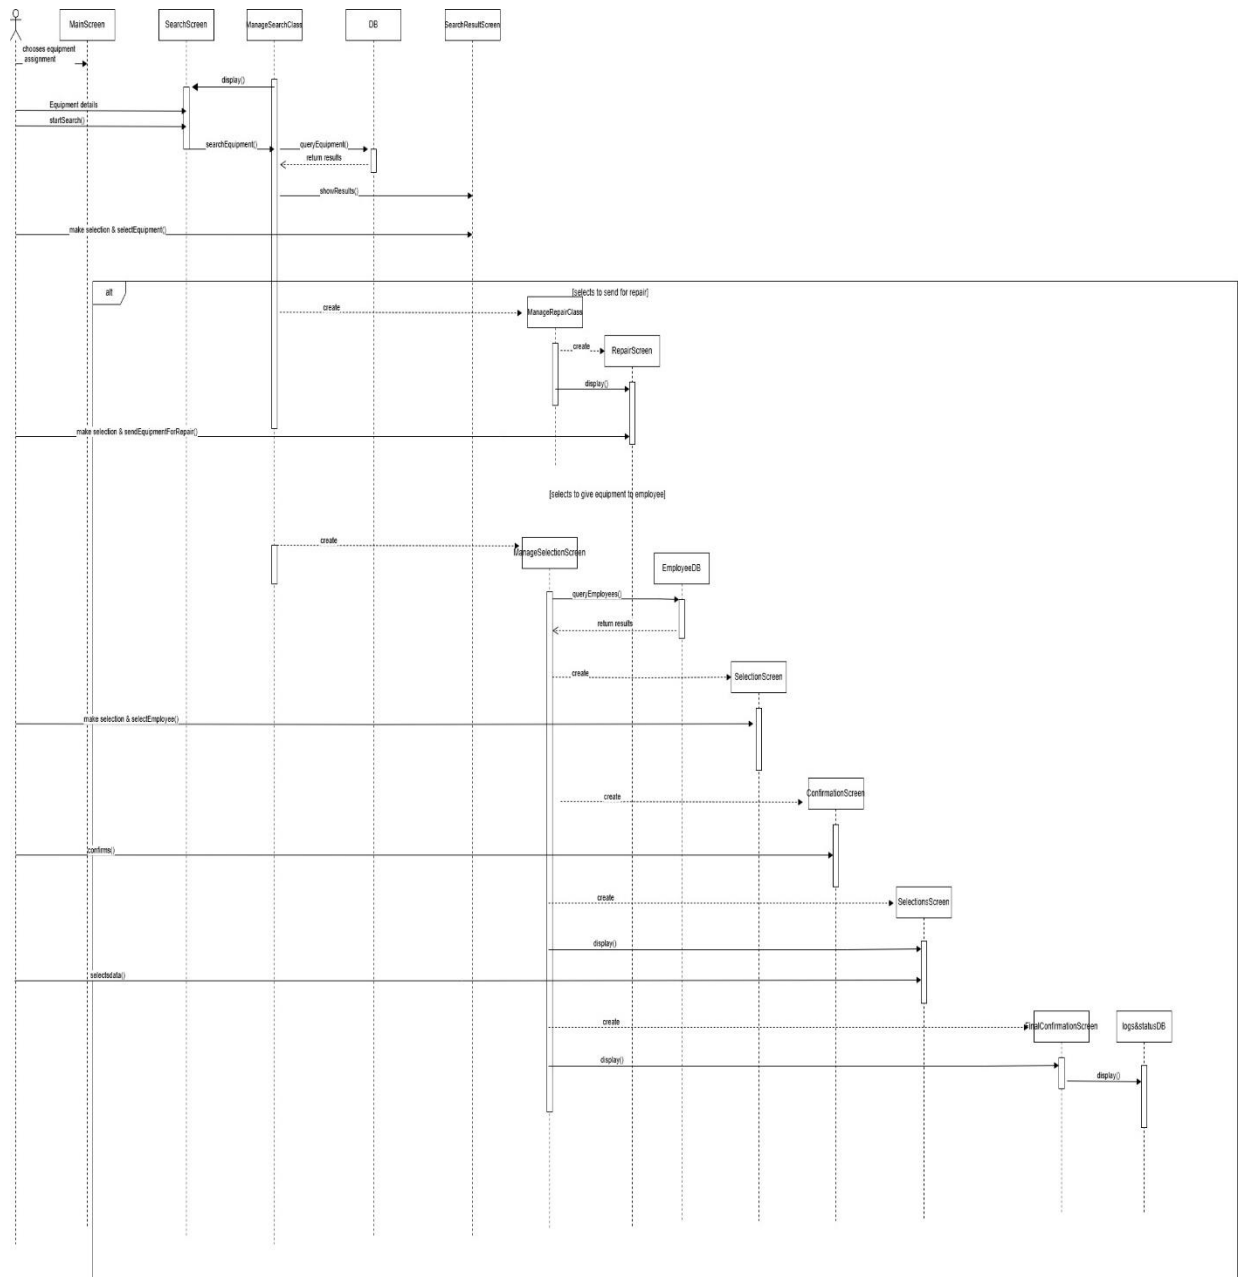 MainScreen
SearchScreen
ManageSearchClass
DB
SearchResultScreen
chooses equipment
assignment
display()
Equipment details
startSearch()
searchEquipment()
queryEquipment()
return results
showResults()
make selection & selectEquipment()
alt
[selects to send for repair]
create
ManageRepairClass
create
RepairScreen
display()
make selection & sendEquipmentForRepair()
[selects to give equipment to employee]
create
ManageSelectionScreen
EmployeeDB
queryEmployees()
return results
create
SelectionScreen
make selection & selectEmployee()
create
ConfirmationScreen
confirms()
create
SelectionsScreen
display()
selectsdata()
create
FinalConfirmationScreen
logs&statusDB
display()
display()